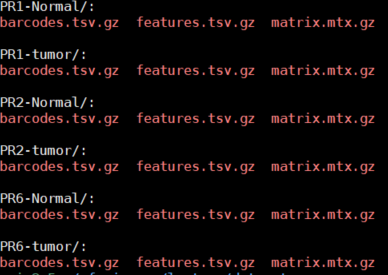 PR1-Normal/:
barcodes.tsv.gz  features.tsv.gz  matrix.mtx.gz
PR1-tumor/:
barcodes.tsv.gz  features.tsv.gz  matrix.mtx.gz
PR2-Normal/:
barcodes.tsv.gz  features.tsv.gz  matrix.mtx.gz
PR2-tumor/:
barcodes.tsv.gz  features.tsv.gz  matrix.mtx.gz
PR6-Normal/:
barcodes.tsv.gz  features.tsv.gz  matrix.mtx.gz
PR6-tumor/:
barcodes.tsv.gz  features.tsv.gz  matrix.mtx.gz